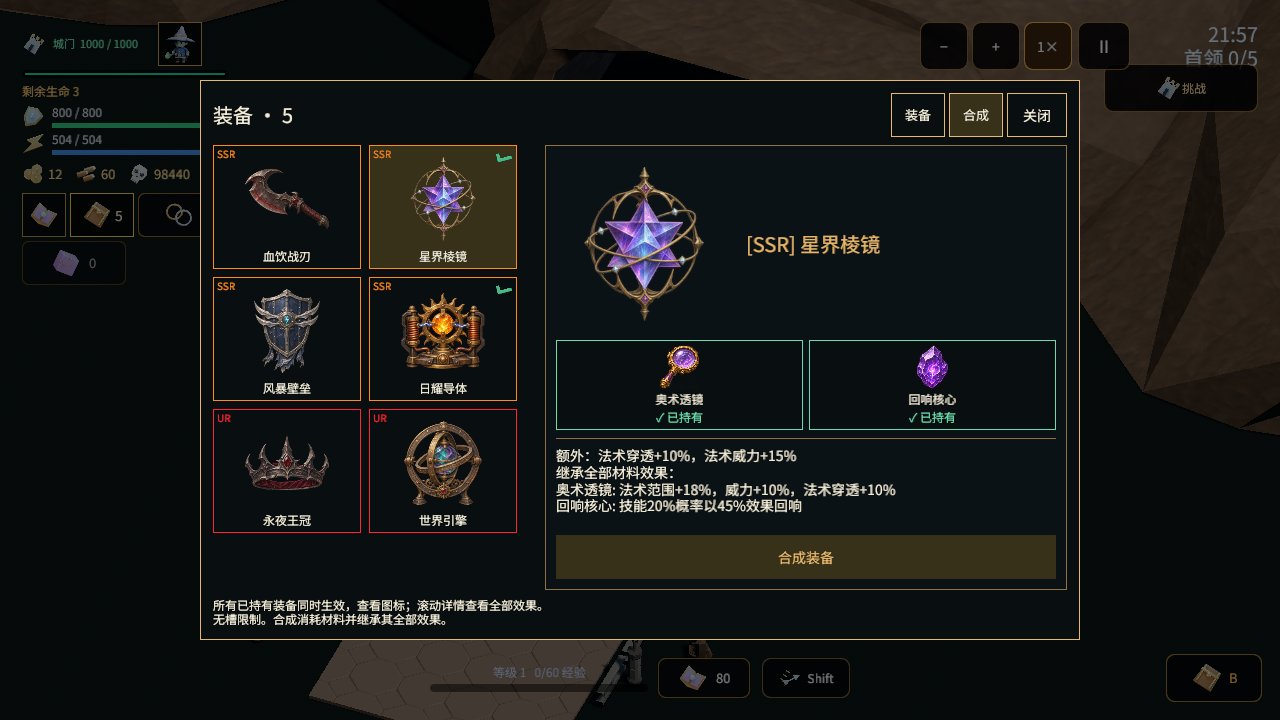 城门 1000 / 1000
剩余生命 3
800 / 800
504 / 504
12 60 98440
5
0
- + 1× II
21:57
首领 0/5
挑战
装备 · 5
装备 合成 关闭
SSR
血饮战刃
SSR
星界棱镜
SSR
风暴壁垒
SSR
日耀导体
UR
永夜王冠
UR
世界引擎
[SSR] 星界棱镜
奥术透镜
✓已持有
回响核心
✓已持有
额外：法术穿透+10%，法术威力+15%
继承全部材料效果：
奥术透镜: 法术范围+18%，威力+10%，法术穿透+10%
回响核心: 技能20%概率以45%效果回响
合成装备
所有已持有装备同时生效，查看图标；滚动详情查看全部效果。
无槽限制。合成消耗材料并继承其全部效果。
等级 1 0/60 经验
80
Shift
B